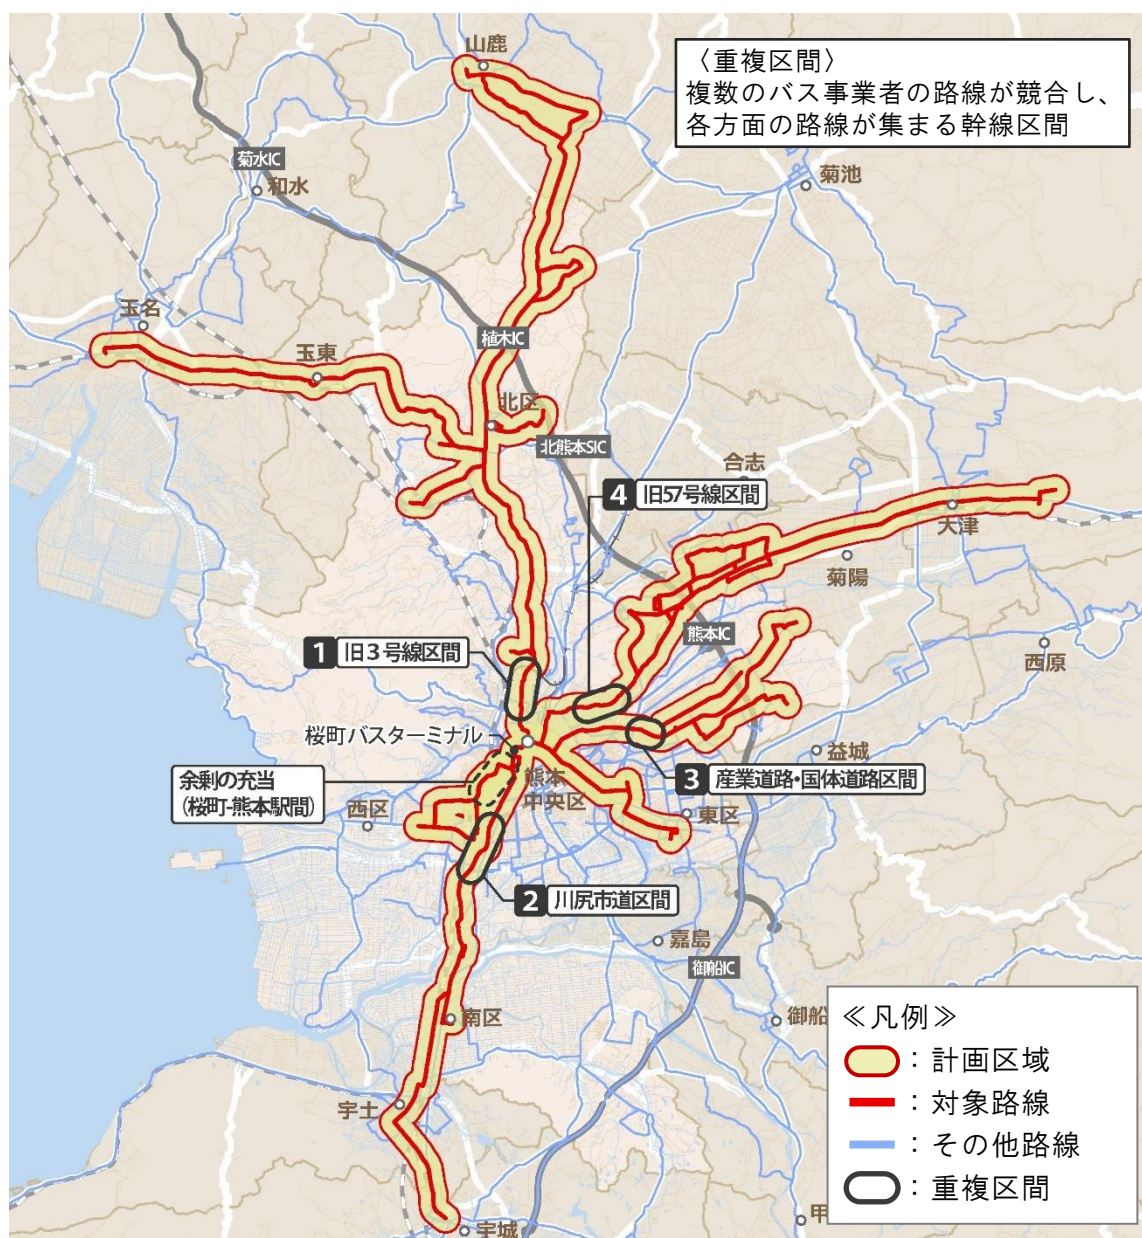 山鹿
〈重複区間〉
複数のバス事業者の路線が競合し、
各方面の路線が集まる幹線区間
菊水IC
和水
菊池
玉名
植木IC
玉東
北区
北熊本SIC
合志
4 旧57号線区間
大津
菊陽
熊本IC
1 旧3号線区間
西原
桜町バスターミナル
益城
余剰の充当
(桜町-熊本駅間)
熊本
中央区
3 産業道路・国体道路区間
西区
東区
2 川尻市道区間
嘉島
御船IC
南区
御船
宇土
宇城
甲
≪凡例≫
：計画区域
：対象路線
：その他路線
：重複区間